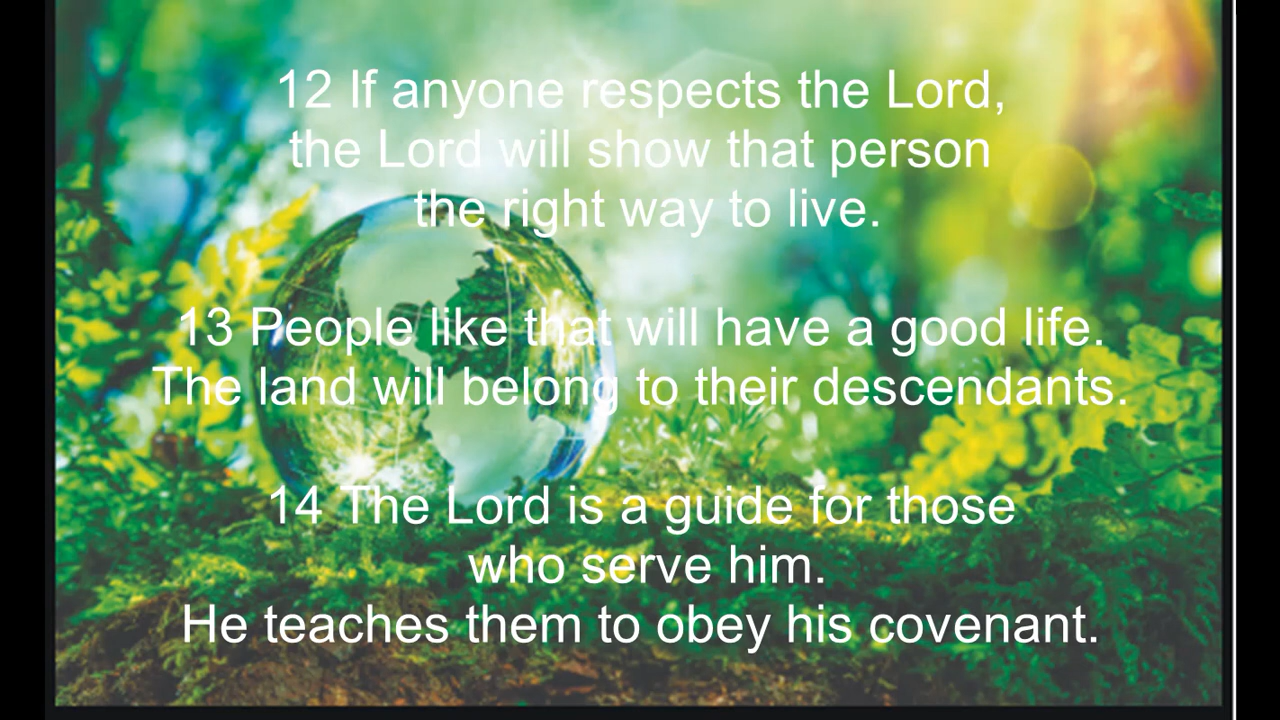 12 If anyone respects the Lord,
the Lord will show that person
the right way to live.
13 People like that will have a good life.
The land will belong to their descendants.
14 The Lord is a guide for those
who serve him.
He teaches them to obey his covenant.